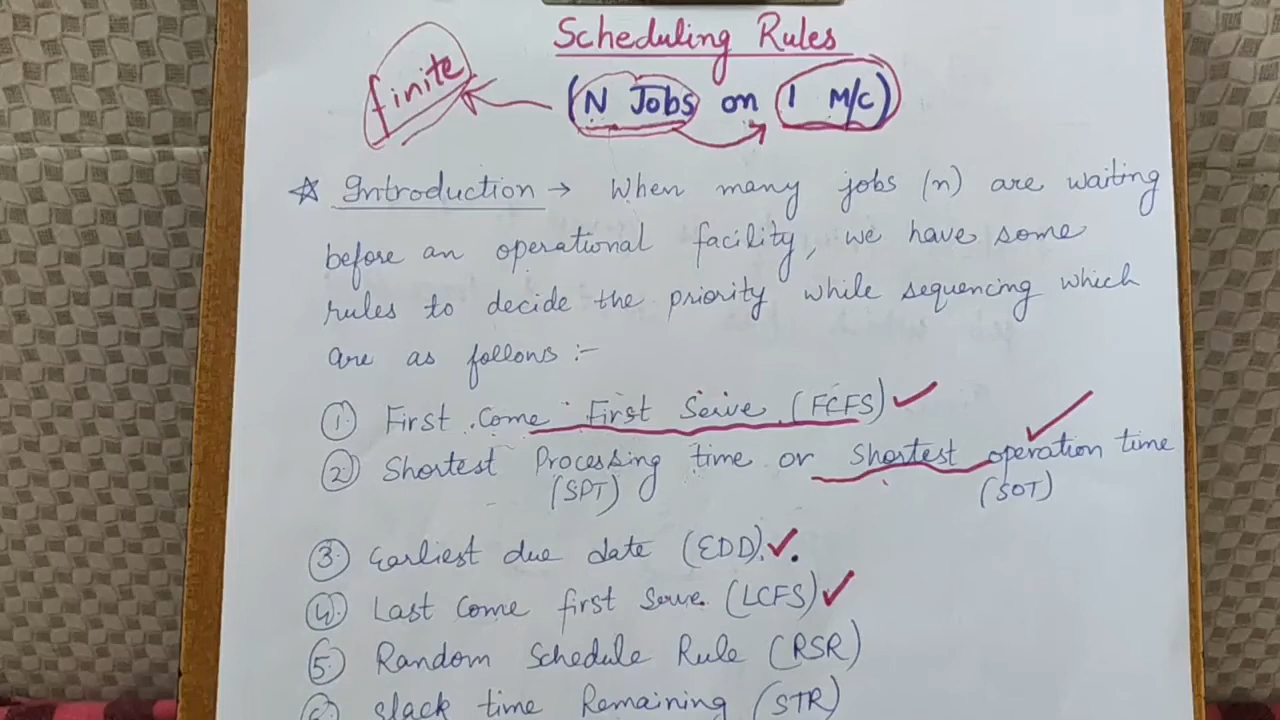 Scheduling Rules
finite
(N Jobs on 1 M/C)
☆ Introduction → When many jobs (n) are waiting
before an operational facility, we have some
rules to decide the priority while sequencing which
are as follows :-
① First come First Serve (FCFS) ✓
② Shortest Processing time or Shortest operation time
(SPT) (SOT)
③ Earliest due date (EDD). ✓
④ Last Come first Serve. (LCFS) ✓
⑤ Random Schedule Rule (RSR)
⑥ Slack time Remaining (STR)